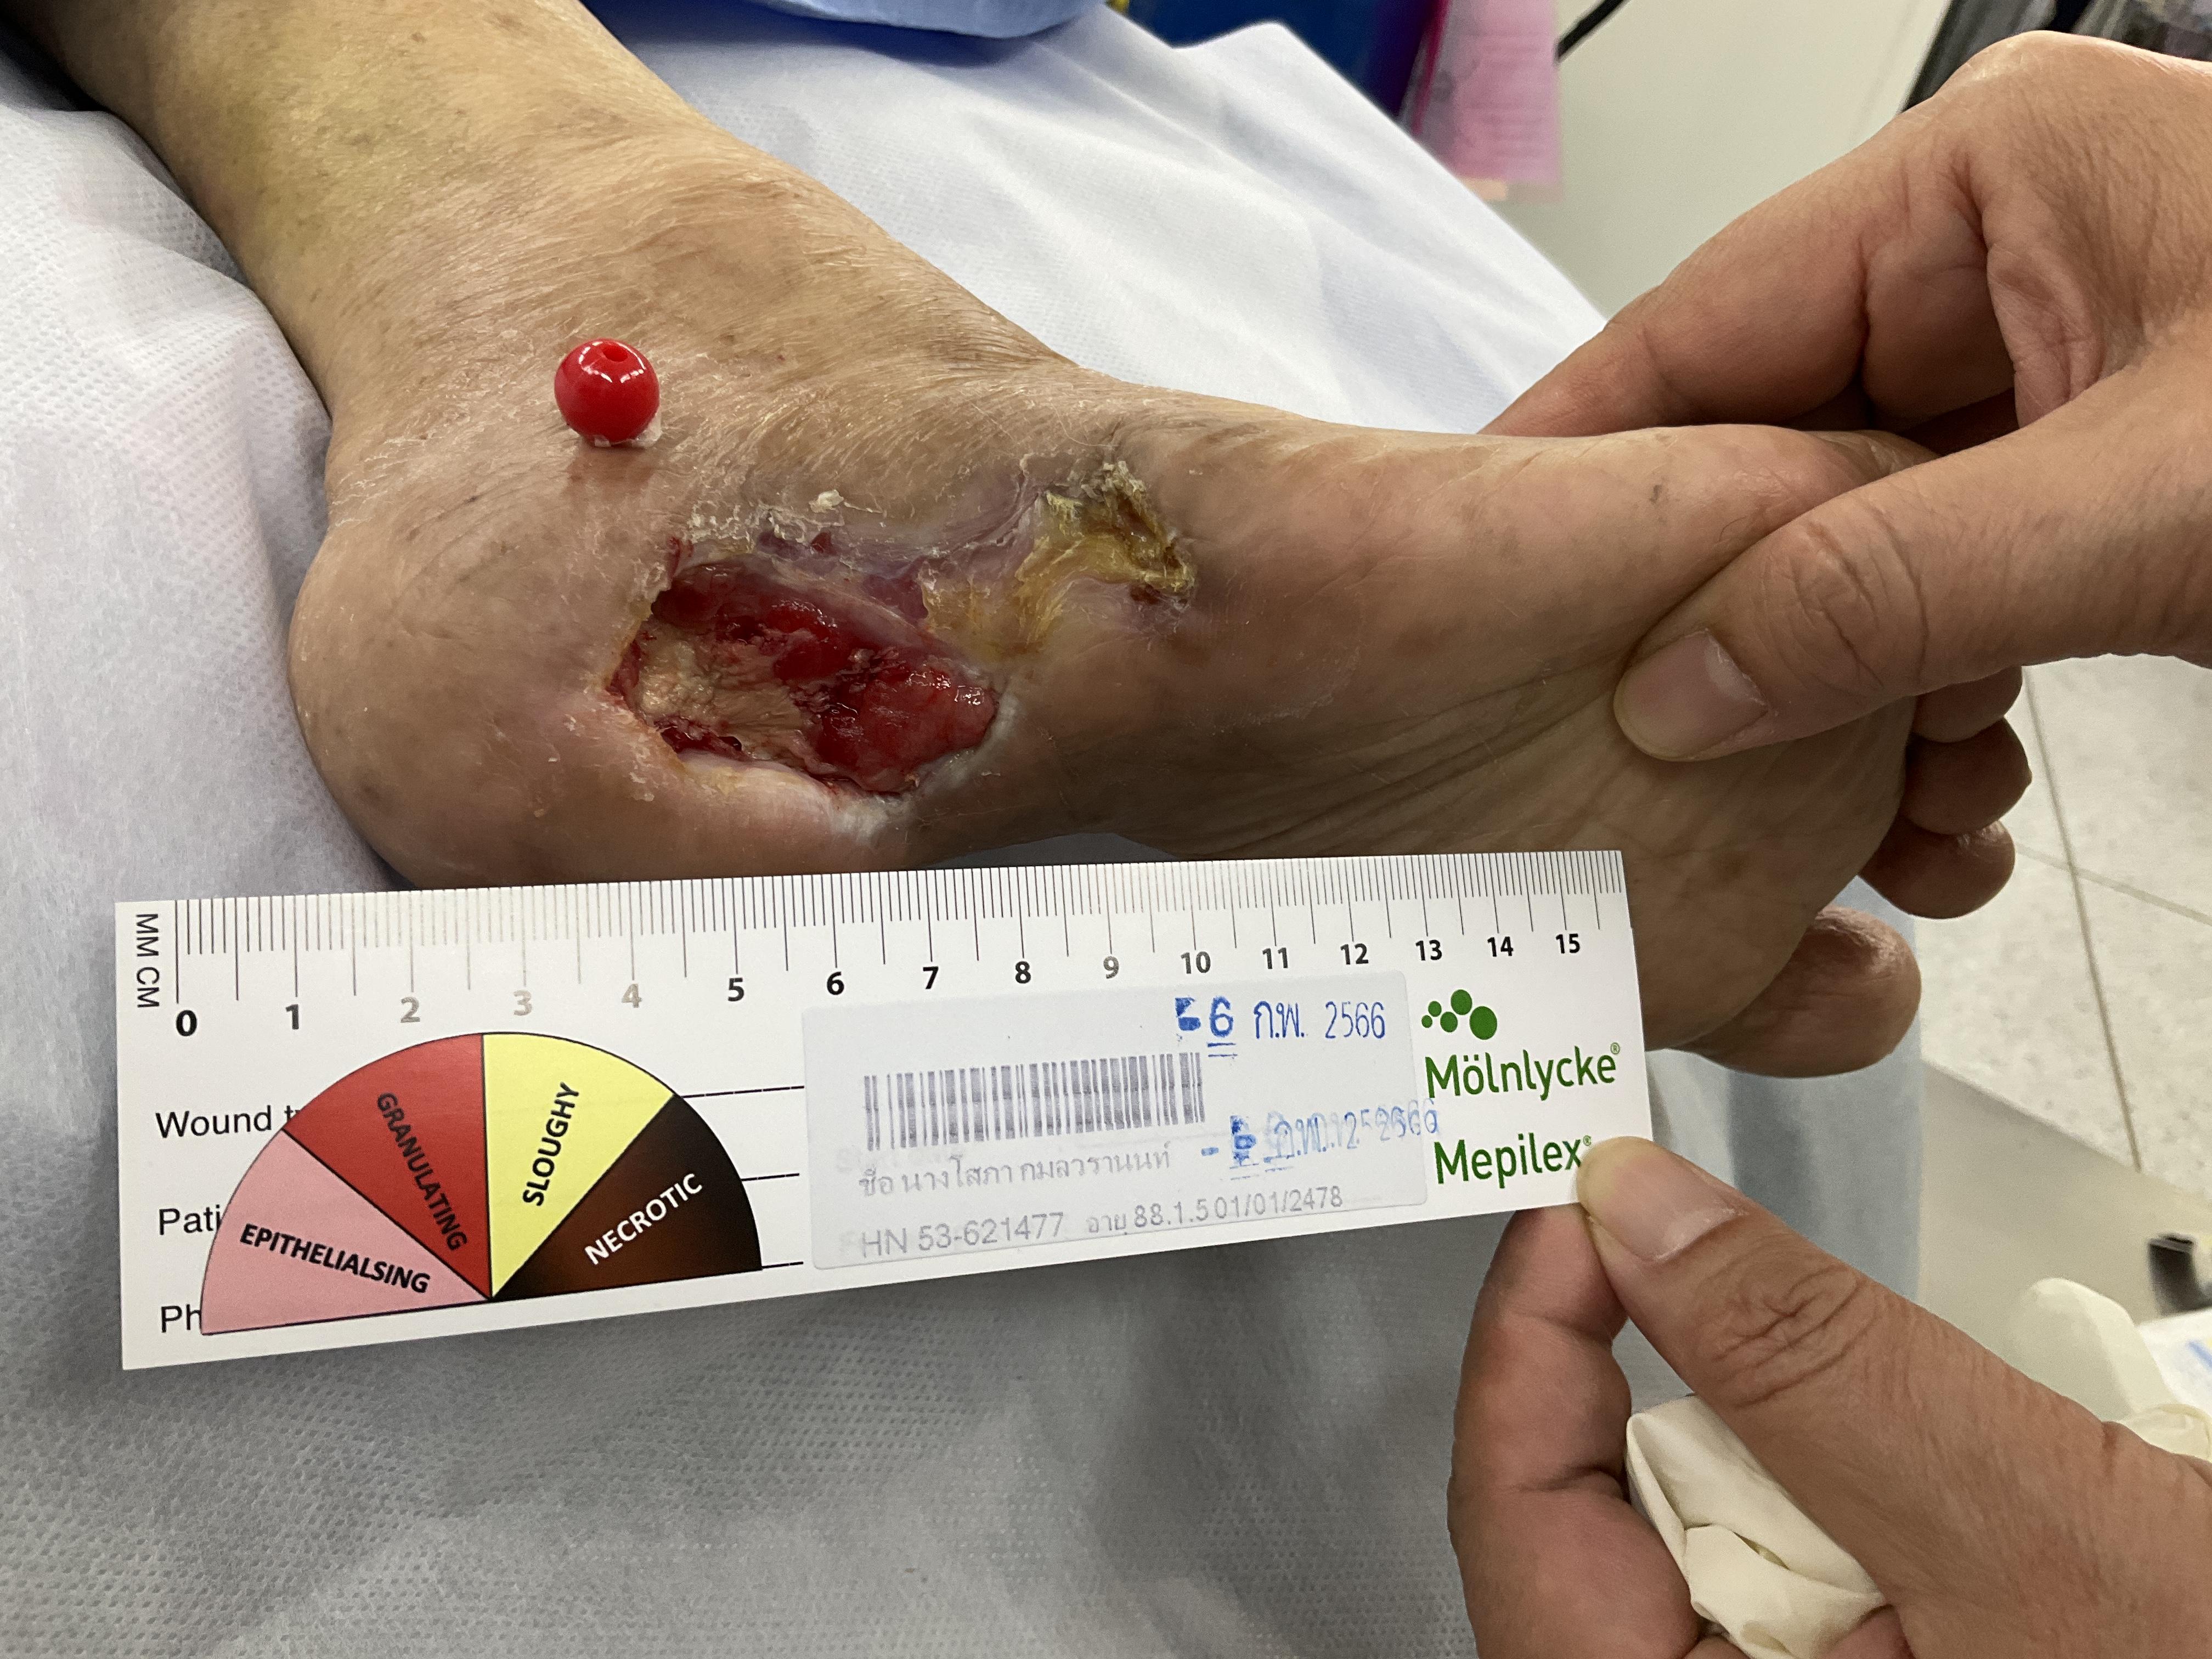 MM CM
0 1 2 3 4 5 6 7 8 9 10 11 12 13 14 15
6 ก.พ. 2566
Mölnlycke®
Wound
GRANULATING
SLOUGHY
EPITHELIALSING
NECROTIC
Pati
Ph
ชื่อ นางโสภา กมลวรานนท์
HN 53-621477 อายุ 88.1.5 01/01/2478
Mepilex®